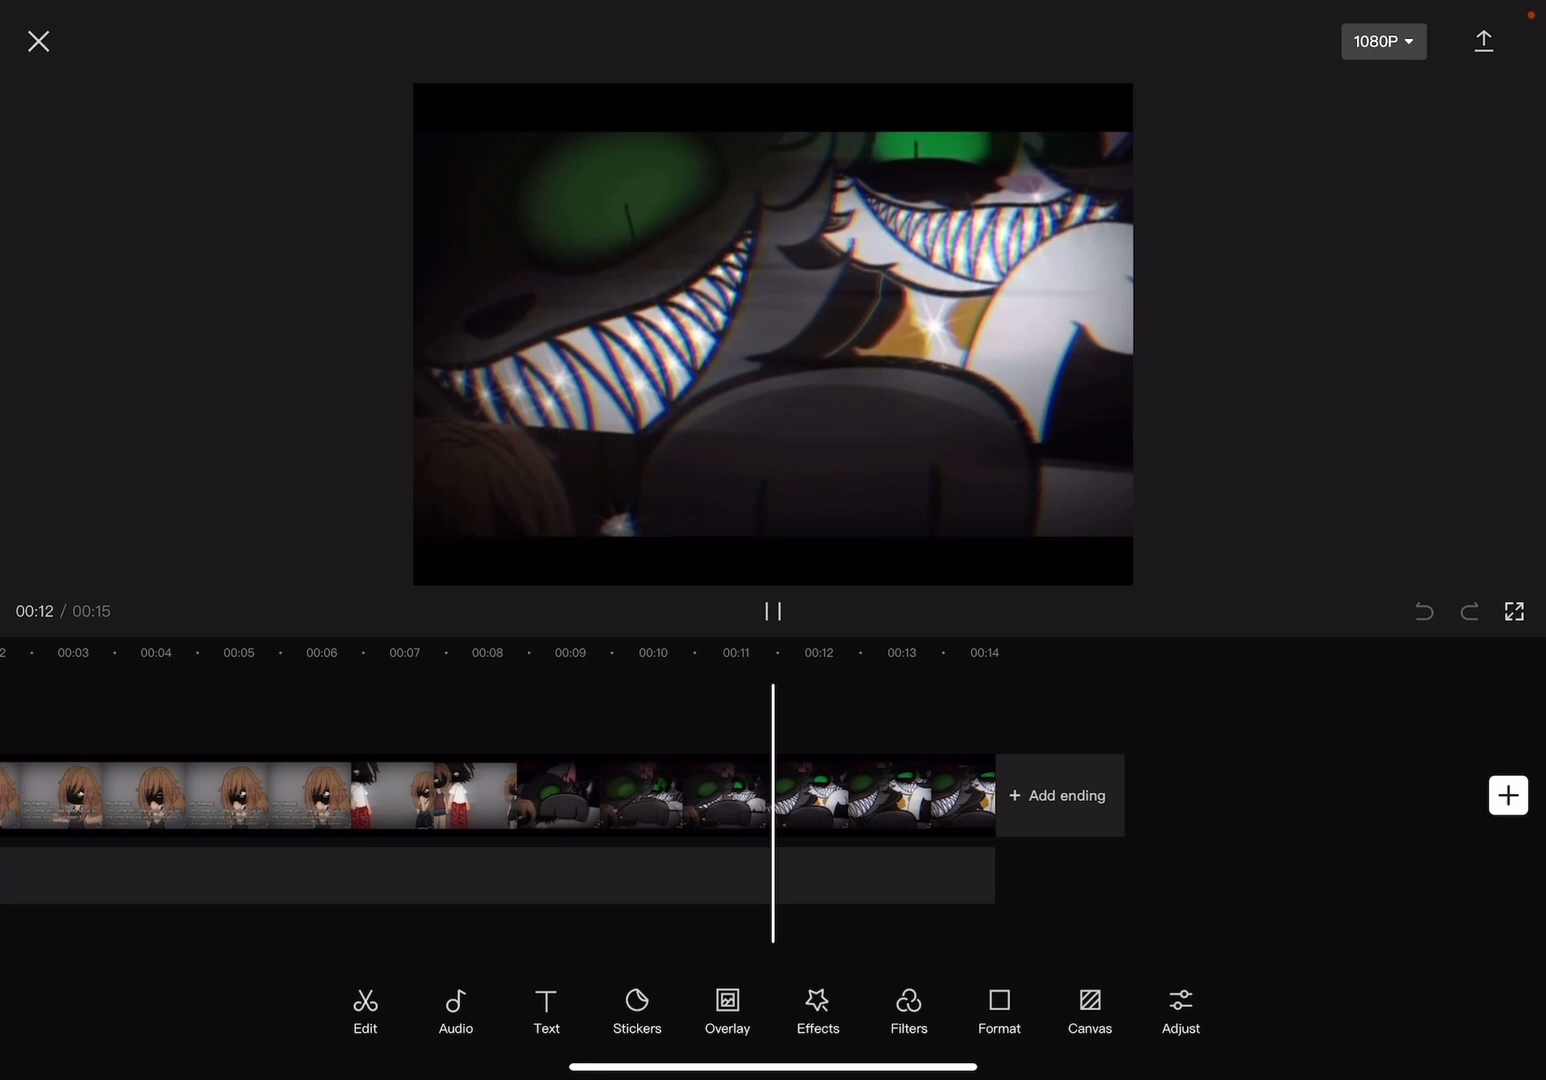 1080P
00:12 / 00:15
2 00:03 00:04 00:05 00:06 00:07 00:08 00:09 00:10 00:11 00:12 00:13 00:14
+ Add ending
Edit Audio Text Stickers Overlay Effects Filters Format Canvas Adjust